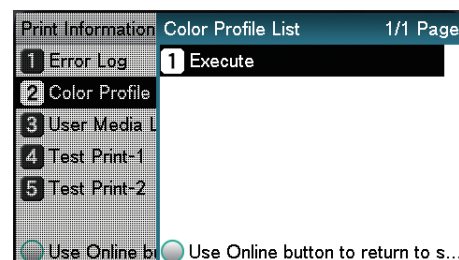 Print Information
1 Error Log
2 Color Profile
3 User Media L
4 Test Print-1
5 Test Print-2
Use Online bu
Color Profile List 1/1 Page
1 Execute
Use Online button to return to s...